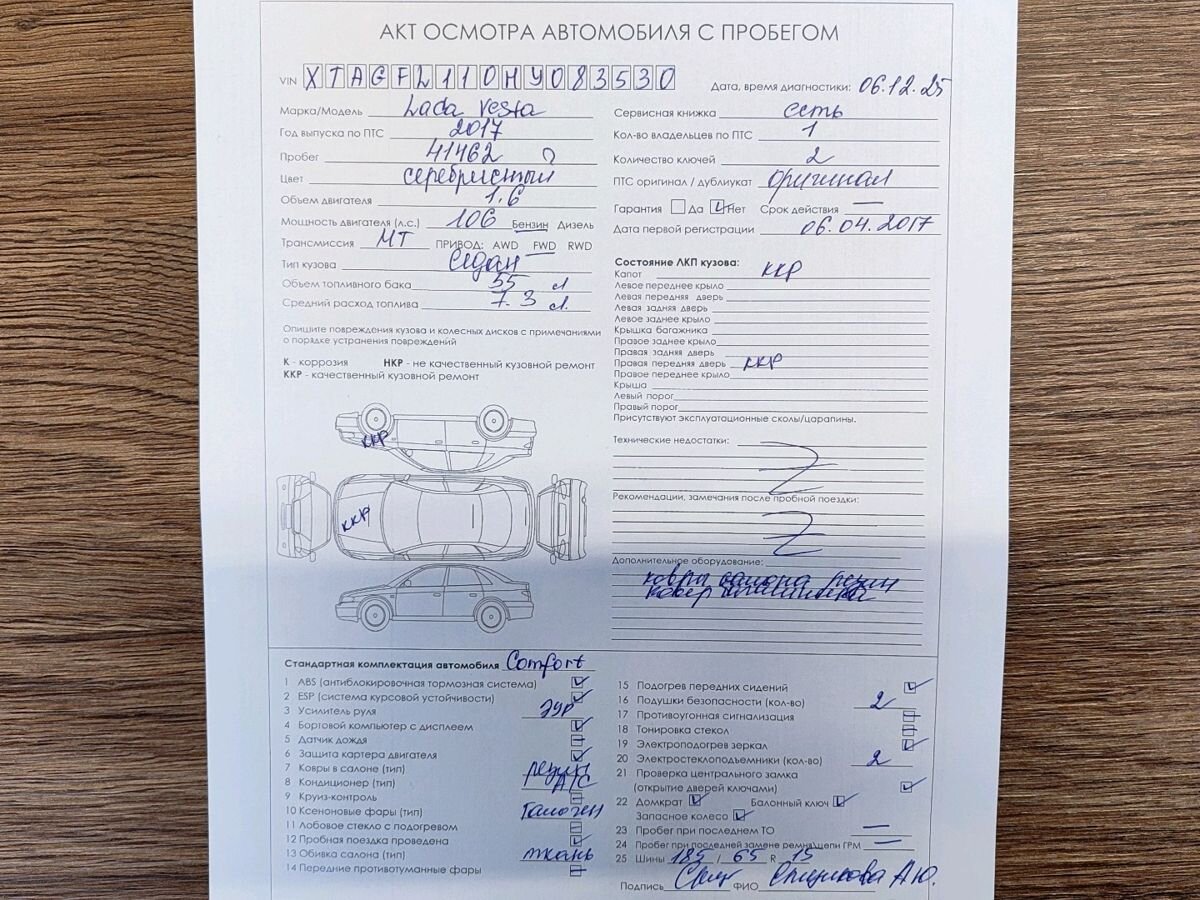 АКТ ОСМОТРА АВТОМОБИЛЯ С ПРОБЕГОМ
VIN XTAGFL110HY083530
Дата, время диагностики: 06.12.25
Марка/Модель Lada Vesta
Год выпуска по ПТС 2017
Пробег 41462
Цвет серебристый
Объем двигателя 1.6
Мощность двигателя (л.с.) 106 Бензин Дизель
Трансмиссия МТ ПРИВОД: AWD FWD RWD
Тип кузова Седан
Объем топливного бака 55 л
Средний расход топлива 7.3 л.
Опишите повреждения кузова и колесных дисков с примечаниями
о порядке устранения повреждений
К - коррозия НКР - не качественный кузовной ремонт
ККР - качественный кузовной ремонт
ККР
ККР
Сервисная книжка есть
Кол-во владельцев по ПТС 1
Количество ключей 2
ПТС оригинал / дубликат оригинал
Гарантия Да Нет Срок действия —
Дата первой регистрации 06.04.2017
Состояние ЛКП кузова:
Капот ККР
Левое переднее крыло
Левая передняя дверь
Левая задняя дверь
Левое заднее крыло
Крышка багажника
Правое заднее крыло
Правая задняя дверь
Правая передняя дверь ККР
Правое переднее крыло
Крыша
Левый порог
Правый порог
Присутствуют эксплуатационные сколы/царапины.
Технические недостатки:
Рекомендации, замечания после пробной поездки:
Дополнительное оборудование:
ковры салона резин
ковер багажника
Стандартная комплектация автомобиля Comfort
1 ABS (антиблокировочная тормозная система)
2 ESP (система курсовой устойчивости)
3 Усилитель руля ЭУР
4 Бортовой компьютер с дисплеем
5 Датчик дождя
6 Защита картера двигателя
7 Ковры в салоне (тип) резин
8 Кондиционер (тип) A/C
9 Круиз-контроль
10 Ксеноновые фары (тип) Галоген
11 Лобовое стекло с подогревом
12 Пробная поездка проведена
13 Обивка салона (тип) ткань
14 Передние противотуманные фары
15 Подогрев передних сидений
16 Подушки безопасности (кол-во) 2
17 Противоугонная сигнализация
18 Тонировка стекол
19 Электроподогрев зеркал
20 Электростеклоподъемники (кол-во) 2
21 Проверка центрального замка
(открытие дверей ключами)
22 Домкрат Балонный ключ
Запасное колесо
23 Пробег при последнем ТО —
24 Пробег при последней замене ремня/цепи ГРМ —
25 Шины 185 / 65 R 15
Подпись ФИО А.Ю.